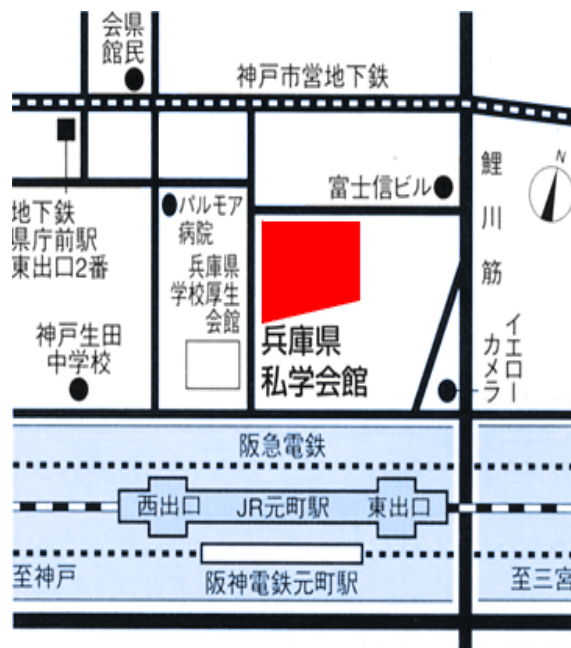 会県
館民
神戸市営地下鉄
富士信ビル
鯉川筋
N
地下鉄
県庁前駅
東出口2番
パルモア
病院
兵庫県
学校厚生
会館
神戸生田
中学校
兵庫県
私学会館
イエロー
カメラ
阪急電鉄
西出口
JR元町駅
東出口
至神戸
阪神電鉄元町駅
至三宮